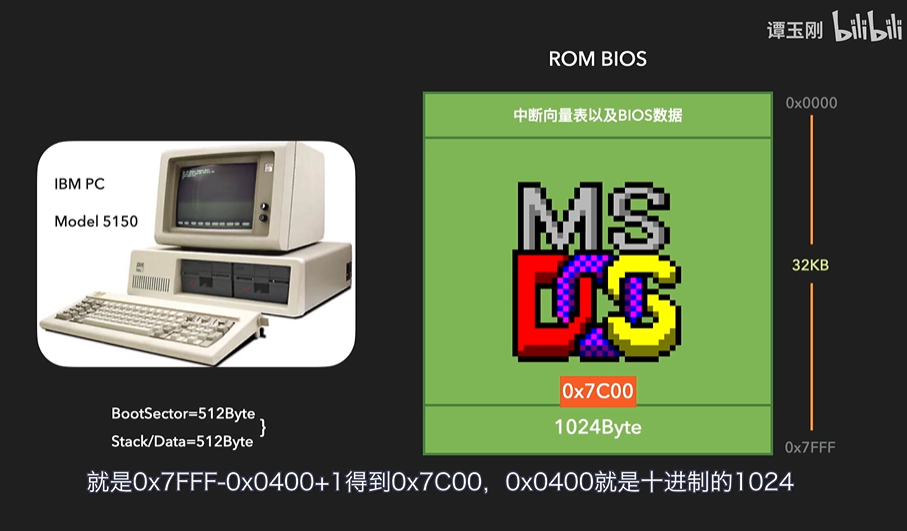 谭玉刚 bilibili
ROM BIOS
中断向量表以及BIOS数据
0x0000
IBM PC
Model 5150
MS
DOS
32KB
0x7C00
BootSector=512Byte
Stack/Data=512Byte
}
1024Byte
0x7FFF
就是0x7FFF-0x0400+1得到0x7C00，0x0400就是十进制的1024